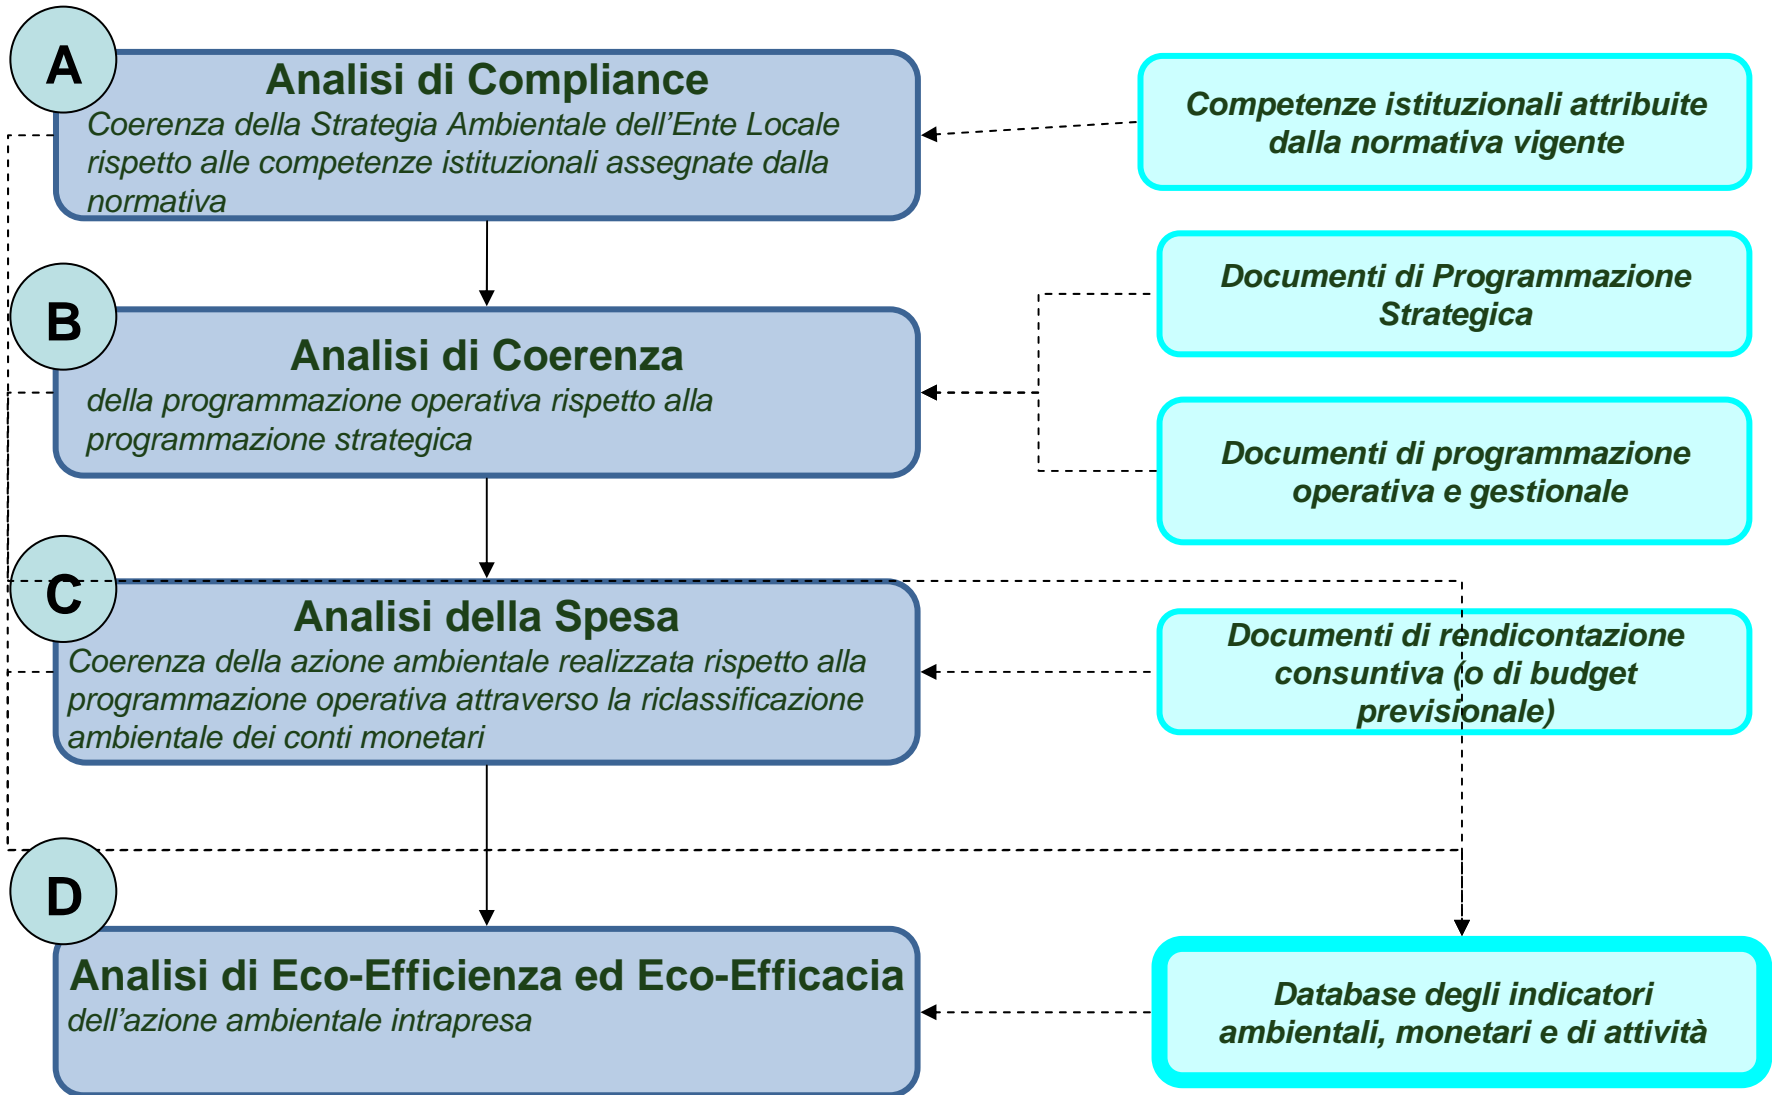 A
Analisi di Compliance
Coerenza della Strategia Ambientale dell’Ente Locale
rispetto alle competenze istituzionali assegnate dalla
normativa
Competenze istituzionali attribuite
dalla normativa vigente
B
Analisi di Coerenza
della programmazione operativa rispetto alla
programmazione strategica
Documenti di Programmazione
Strategica
Documenti di programmazione
operativa e gestionale
C
Analisi della Spesa
Coerenza della azione ambientale realizzata rispetto alla
programmazione operativa attraverso la riclassificazione
ambientale dei conti monetari
Documenti di rendicontazione
consuntiva (o di budget
previsionale)
D
Analisi di Eco-Efficienza ed Eco-Efficacia
dell’azione ambientale intrapresa
Database degli indicatori
ambientali, monetari e di attività